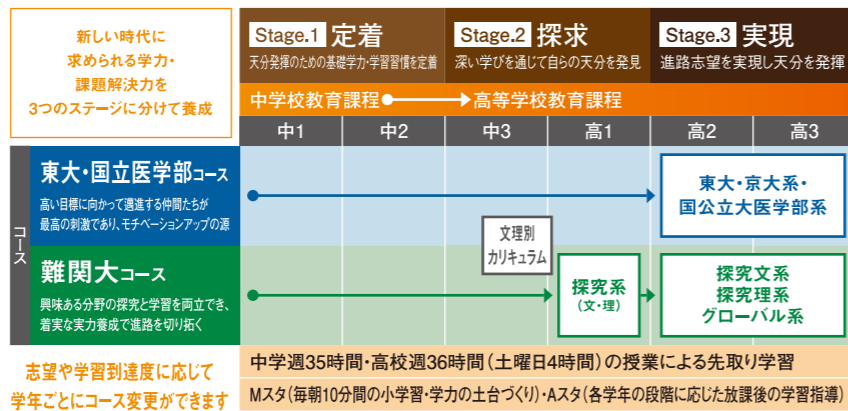 新しい時代に
求められる学力・
課題解決力を
3つのステージに分けて養成
Stage.1 定着
天分発揮のための基礎学力・学習習慣を定着
Stage.2 探求
深い学びを通じて自らの天分を発見
Stage.3 実現
進路志望を実現し天分を発揮
中学校教育課程
高等学校教育課程
中1
中2
中3
高1
高2
高3
コース
東大・国立医学部コース
高い目標に向かって邁進する仲間たちが
最高の刺激であり、モチベーションアップの源
東大・京大系・
国公立大医学部系
文理別
カリキュラム
難関大コース
興味ある分野の探究と学習を両立でき、
着実な実力養成で進路を切り拓く
探究系
(文・理)
探究文系
探究理系
グローバル系
志望や学習到達度に応じて
学年ごとにコース変更ができます
中学週35時間・高校週36時間(土曜日4時間)の授業による先取り学習
Mスタ(毎朝10分間の小学習・学力の土台づくり)・Aスタ(各学年の段階に応じた放課後の学習指導)